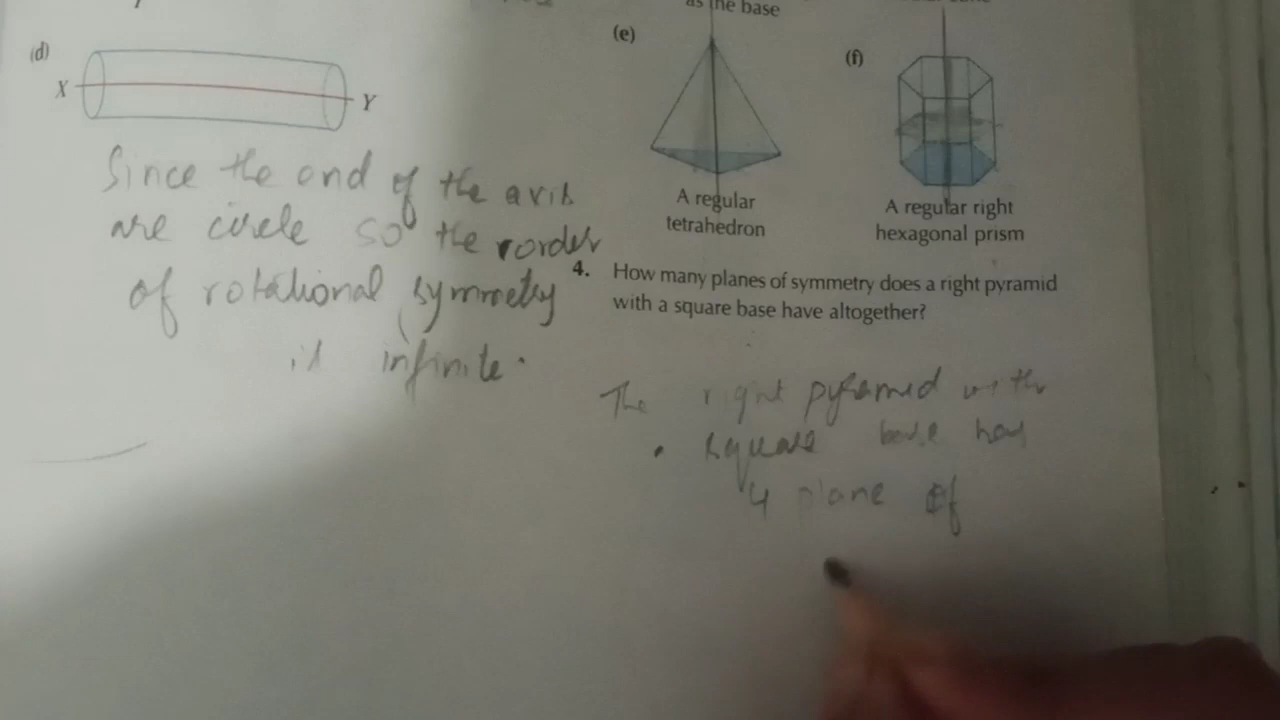 as the base
(d)
X
Y
(e)
(f)
A regular
tetrahedron
A regular right
hexagonal prism
Since the end of the axis
are circle so the order
of rotational symmetry
is infinite.
4. How many planes of symmetry does a right pyramid
with a square base have altogether?
The right pyramid with
square base has
4 plane of